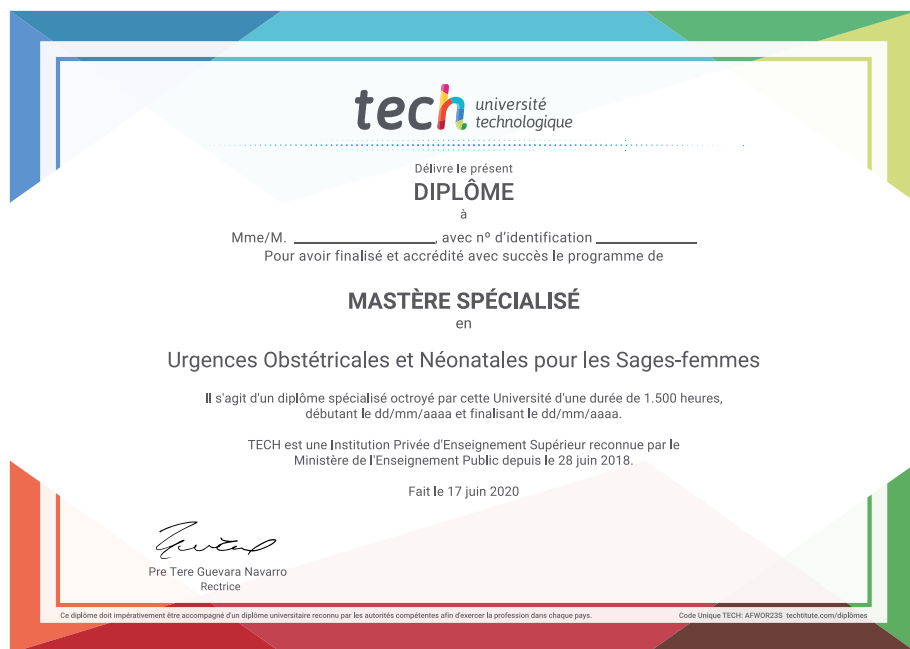 tech université
technologique
Délivre le présent
DIPLÔME
à
Mme/M. , avec nº d'identification
Pour avoir finalisé et accrédité avec succès le programme de
MASTÈRE SPÉCIALISÉ
en
Urgences Obstétricales et Néonatales pour les Sages-femmes
Il s'agit d'un diplôme spécialisé octroyé par cette Université d'une durée de 1.500 heures,
débutant le dd/mm/aaaa et finalisant le dd/mm/aaaa.
TECH est une Institution Privée d'Enseignement Supérieur reconnue par le
Ministère de l'Enseignement Public depuis le 28 juin 2018.
Fait le 17 juin 2020
Pre Tere Guevara Navarro
Rectrice
Ce diplôme doit impérativement être accompagné d'un diplôme universitaire reconnu par les autorités compétentes afin d'exercer la profession dans chaque pays.
Code Unique TECH: AFWOR23S techtitute.com/diplômes